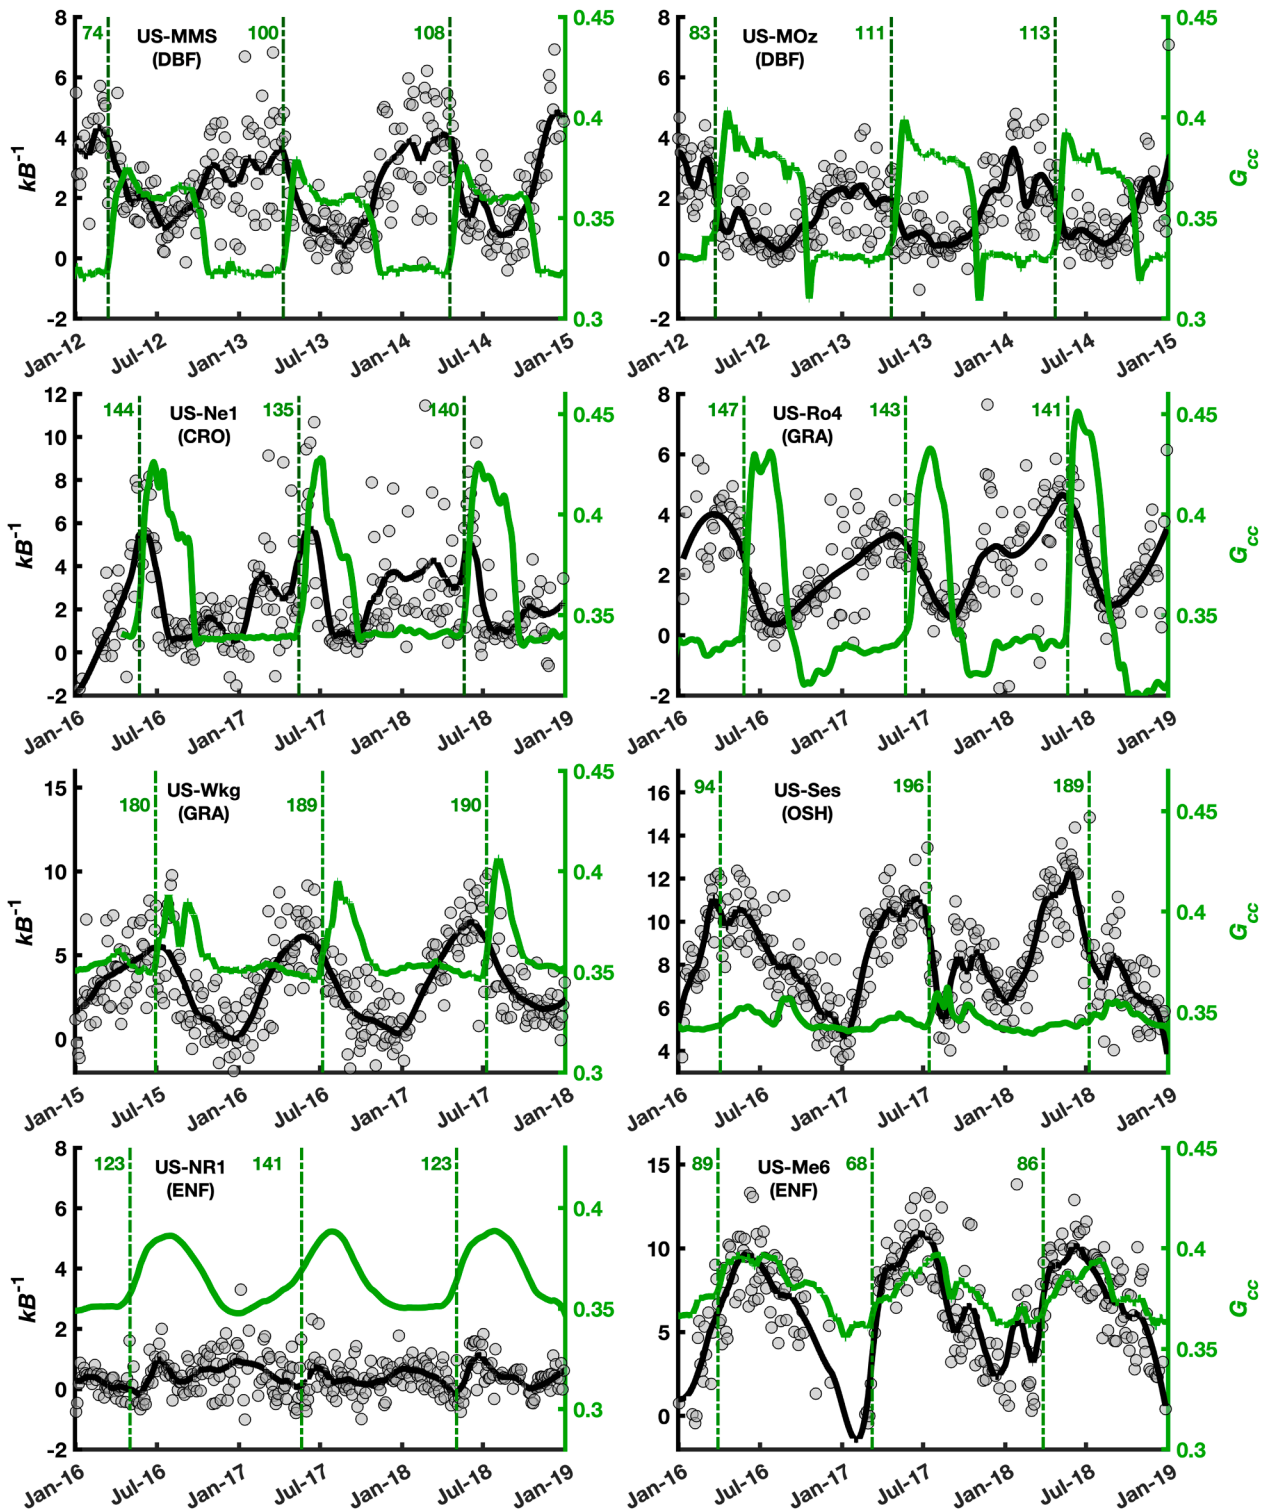 8
6
4
2
0
-2
kB⁻¹
74
US-MMS
(DBF)
100
108
0.45
0.4
0.35
0.3
Jan-12
Jul-12
Jan-13
Jul-13
Jan-14
Jul-14
Jan-15
8
6
4
2
0
-2
83
US-MOz
(DBF)
111
113
0.45
0.4
0.35
0.3
Gcc
Jan-12
Jul-12
Jan-13
Jul-13
Jan-14
Jul-14
Jan-15
12
10
8
6
4
2
0
-2
kB⁻¹
144
US-Ne1
(CRO)
135
140
0.45
0.4
0.35
Jan-16
Jul-16
Jan-17
Jul-17
Jan-18
Jul-18
Jan-19
8
6
4
2
0
-2
147
US-Ro4
(GRA)
143
141
0.45
0.4
0.35
Gcc
Jan-16
Jul-16
Jan-17
Jul-17
Jan-18
Jul-18
Jan-19
15
10
5
0
kB⁻¹
180
US-Wkg
(GRA)
189
190
0.45
0.4
0.35
0.3
Jan-15
Jul-15
Jan-16
Jul-16
Jan-17
Jul-17
Jan-18
16
14
12
10
8
6
4
94
US-Ses
(OSH)
196
189
0.45
0.4
0.35
Gcc
Jan-16
Jul-16
Jan-17
Jul-17
Jan-18
Jul-18
Jan-19
8
6
4
2
0
-2
kB⁻¹
123
US-NR1
(ENF)
141
123
0.4
0.35
0.3
Jan-16
Jul-16
Jan-17
Jul-17
Jan-18
Jul-18
Jan-19
15
10
5
0
89
US-Me6
(ENF)
68
86
0.45
0.4
0.35
0.3
Gcc
Jan-16
Jul-16
Jan-17
Jul-17
Jan-18
Jul-18
Jan-19